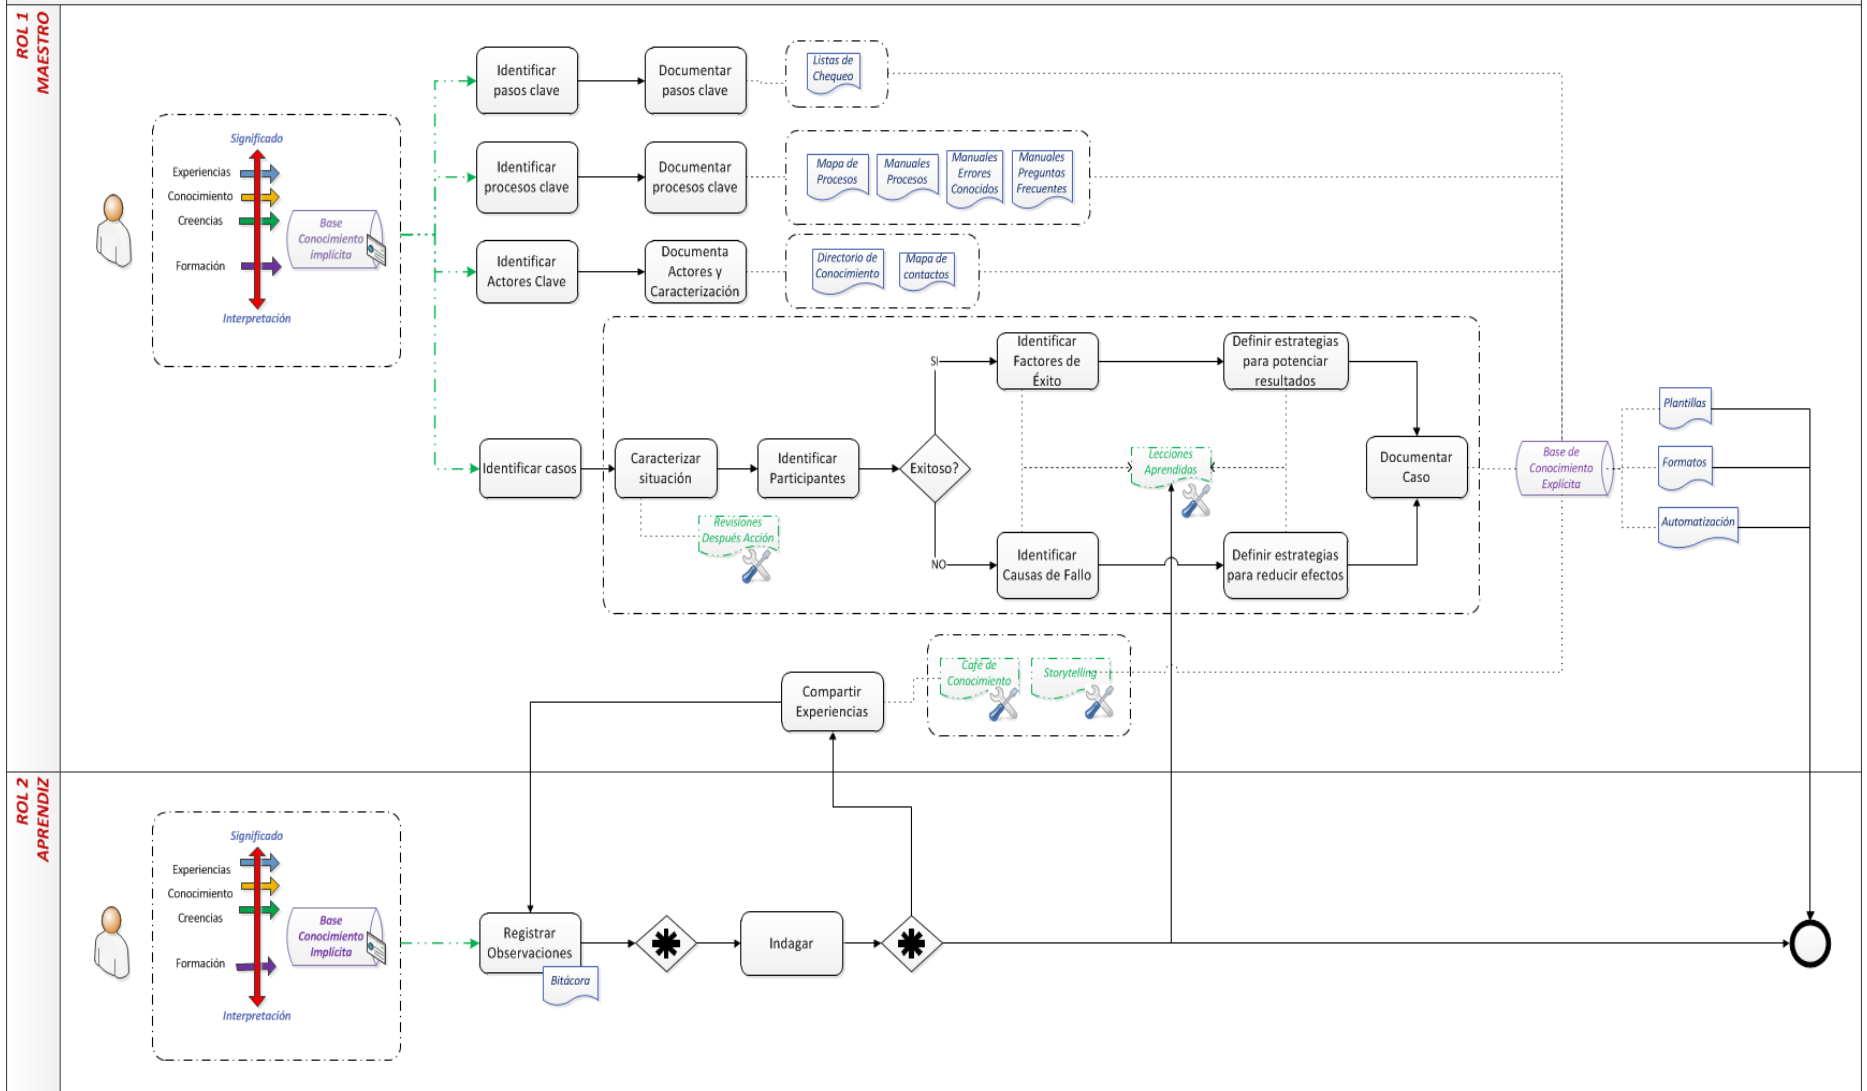 ROL 1
MAESTRO
Significado
Experiencias
Conocimiento
Creencias
Formación
Interpretación
Base
Conocimiento
implícita
Identificar
pasos clave
Documentar
pasos clave
Listas de
Chequeo
Identificar
procesos clave
Documentar
procesos clave
Mapa de
Procesos
Manuales
Procesos
Manuales
Errores
Conocidos
Manuales
Preguntas
Frecuentes
Identificar
Actores Clave
Documenta
Actores y
Caracterización
Directorio de
Conocimiento
Mapa de
contactos
Identificar casos
Caracterizar
situación
Revisiones
Después Acción
Identificar
Participantes
Exitoso?
SI
NO
Identificar
Factores de
Éxito
Definir estrategias
para potenciar
resultados
Lecciones
Aprendidas
Identificar
Causas de Fallo
Definir estrategias
para reducir efectos
Documentar
Caso
Base de
Conocimiento
Explícita
Plantillas
Formatos
Automatización
Compartir
Experiencias
Café de
Conocimiento
Storytelling
ROL 2
APRENDIZ
Significado
Experiencias
Conocimiento
Creencias
Formación
Interpretación
Base
Conocimiento
Implícita
Registrar
Observaciones
Bitácora
Indagar